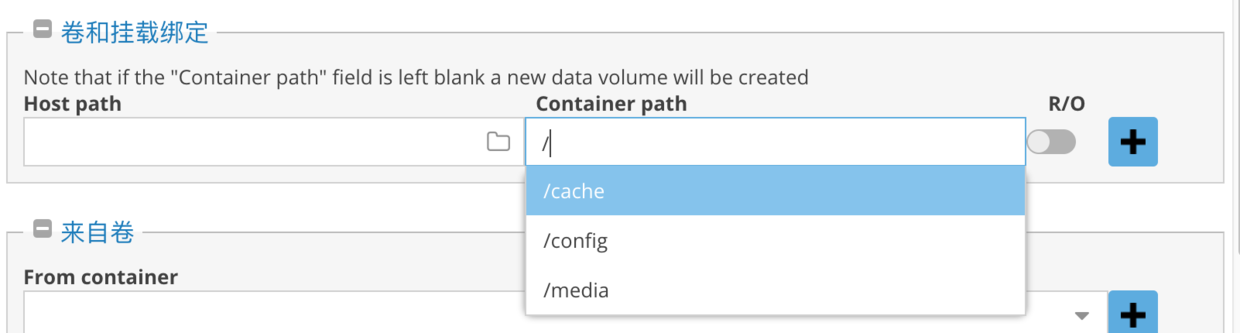 卷和挂载绑定
Note that if the "Container path" field is left blank a new data volume will be created
Host path Container path R/O
/
/cache
/config
/media
来自卷
From container